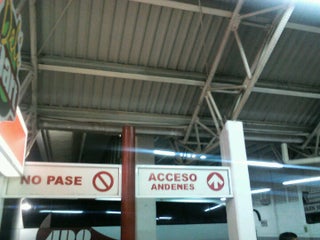 NO PASE
ACCESO
ANDENES